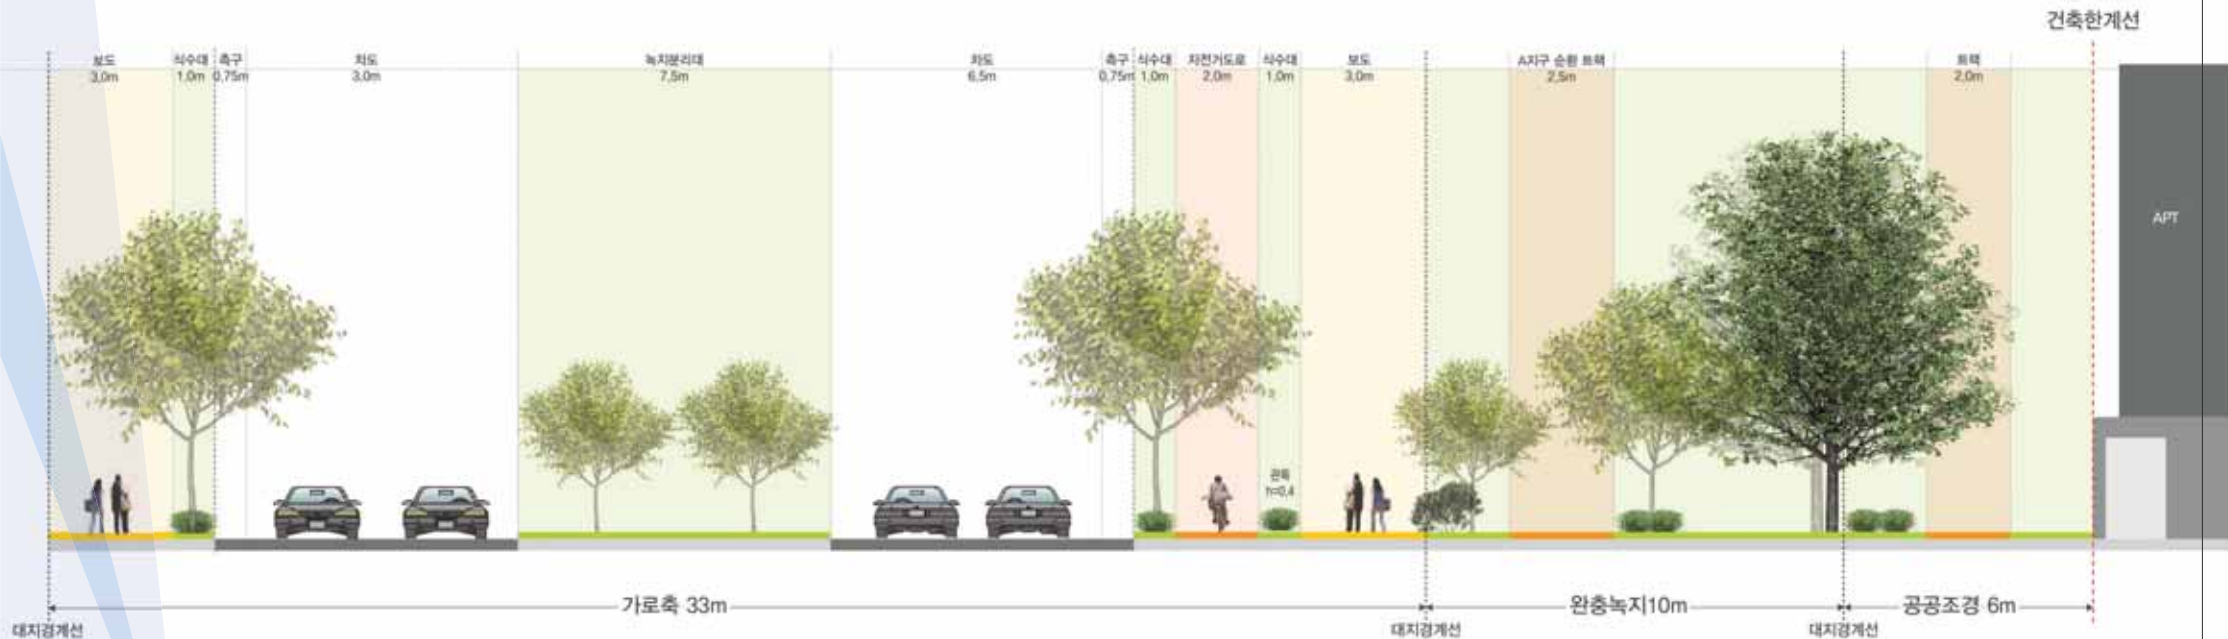 건축한계선
보도 식수대 측구 차도 녹지분리대 차도 측구 식수대 자전거도로 식수대 보도 A지구 순환 트랙 트랙
3.0m 1.0m 0.75m 3.0m 7.5m 6.5m 0.75m 1.0m 2.0m 1.0m 3.0m 2.5m 2.0m
APT
관목
h=0.4
가로축 33m 완충녹지10m 공공조경 6m
대지경계선 대지경계선 대지경계선